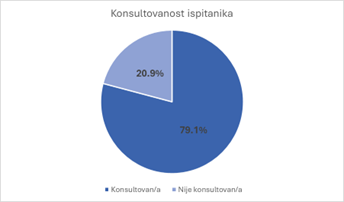 Konsultovanost ispitanika
20.9%
79.1%
Konsultovan/a Nije konsultovan/a